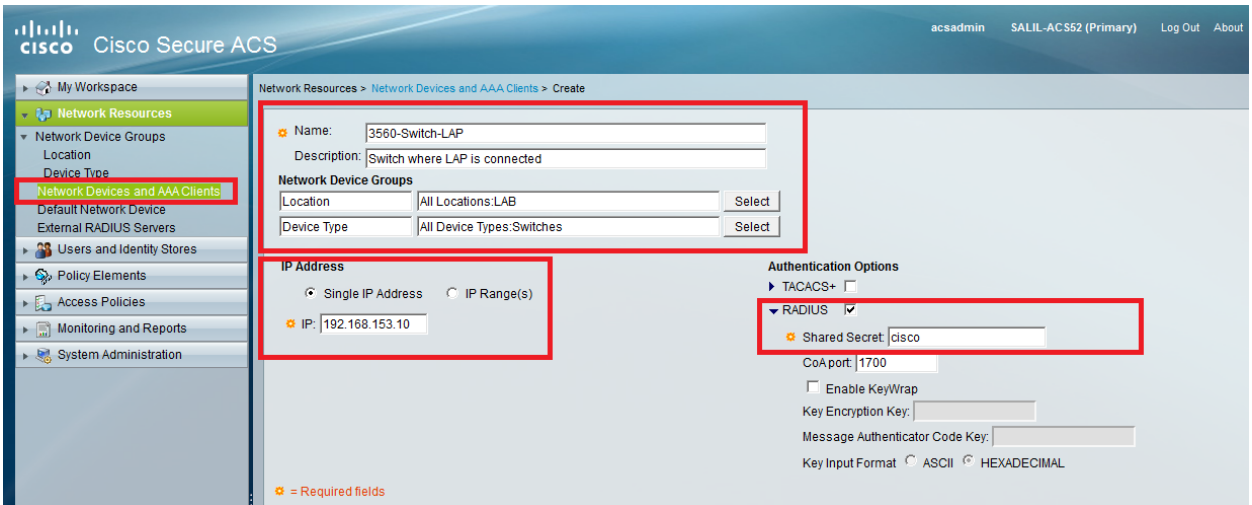 cisco Cisco Secure ACS
acsadmin SALIL-ACS52 (Primary) Log Out About
My Workspace
Network Resources
Network Device Groups
Location
Device Type
Network Devices and AAA Clients
Default Network Device
External RADIUS Servers
Users and Identity Stores
Policy Elements
Access Policies
Monitoring and Reports
System Administration
Network Resources > Network Devices and AAA Clients > Create
Name: 3560-Switch-LAP
Description: Switch where LAP is connected
Network Device Groups
Location All Locations:LAB Select
Device Type All Device Types:Switches Select
IP Address
Single IP Address IP Range(s)
IP: 192.168.153.10
Authentication Options
TACACS+
RADIUS
Shared Secret: cisco
CoA port: 1700
Enable KeyWrap
Key Encryption Key:
Message Authenticator Code Key:
Key Input Format ASCII HEXADECIMAL
= Required fields